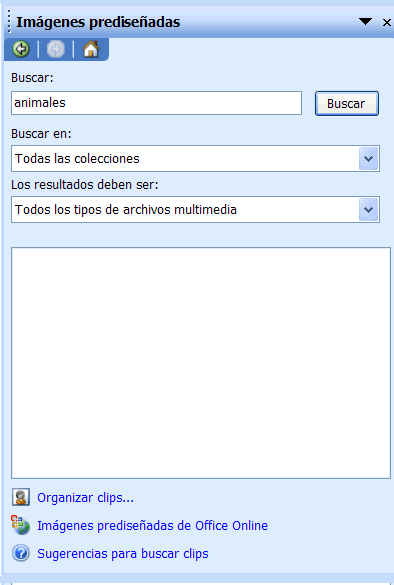 Imágenes prediseñadas
Buscar:
animales
Buscar
Buscar en:
Todas las colecciones
Los resultados deben ser:
Todos los tipos de archivos multimedia
Organizar clips...
Imágenes prediseñadas de Office Online
Sugerencias para buscar clips